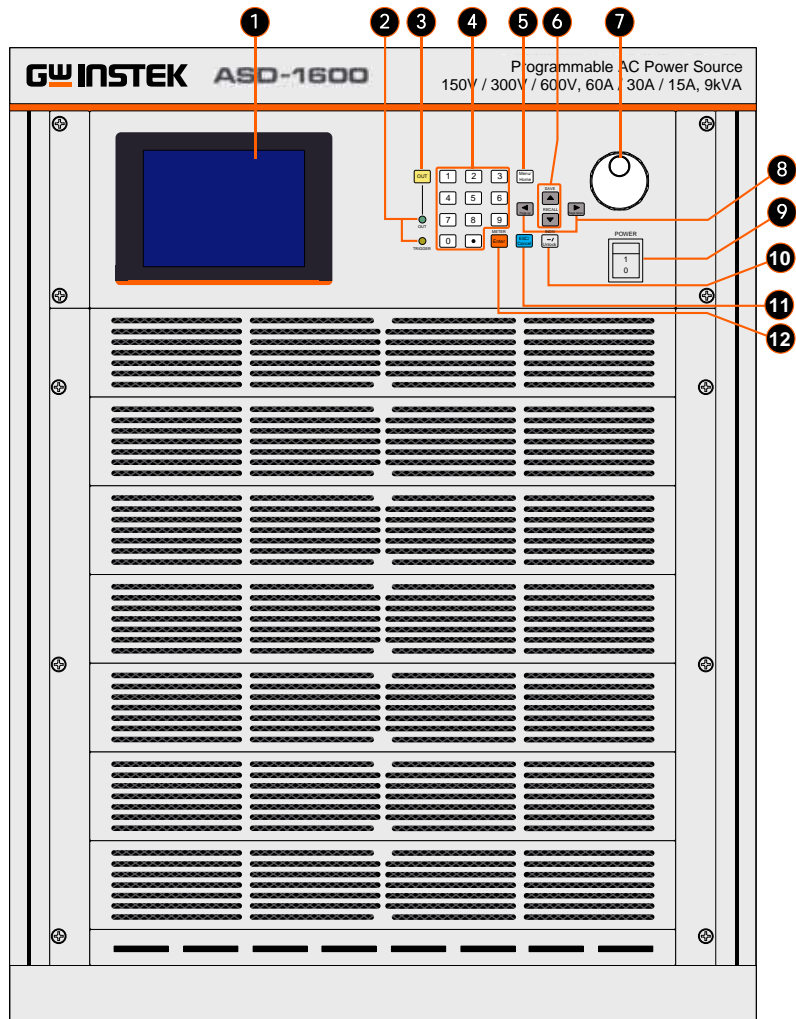 1 2 3 4 5 6 7
GW INSTEK ASD-1600
Programmable AC Power Source
150V / 300V / 600V, 60A / 30A / 15A, 9kVA
OUT
1 2 3
Menu/
Home
SAVE
RECALL
4 5 6
7 8 9
OUT
0 •
METER
Enter
Cancel
Unlock
TRIGGER
POWER
1
0
8
9
10
11
12